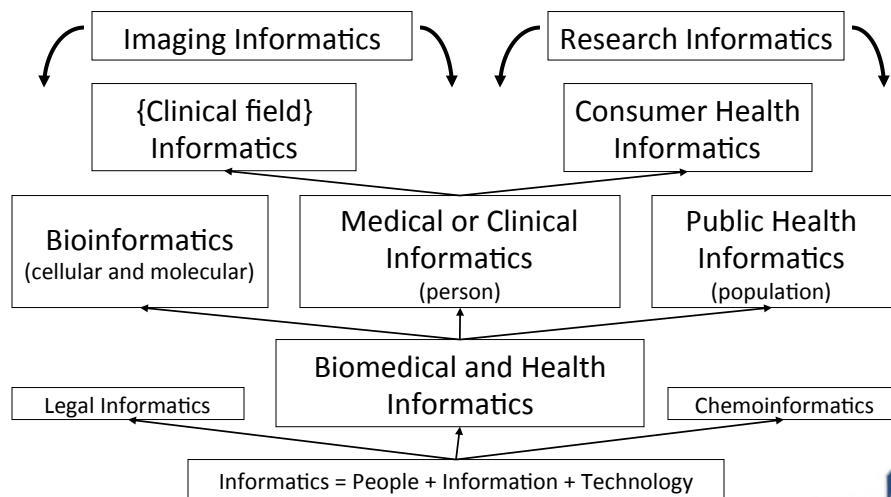 Imaging Informatics
Research Informatics
{Clinical field}
Informatics
Consumer Health
Informatics
Bioinformatics
(cellular and molecular)
Medical or Clinical
Informatics
(person)
Public Health
Informatics
(population)
Biomedical and Health
Informatics
Legal Informatics
Chemoinformatics
Informatics = People + Information + Technology